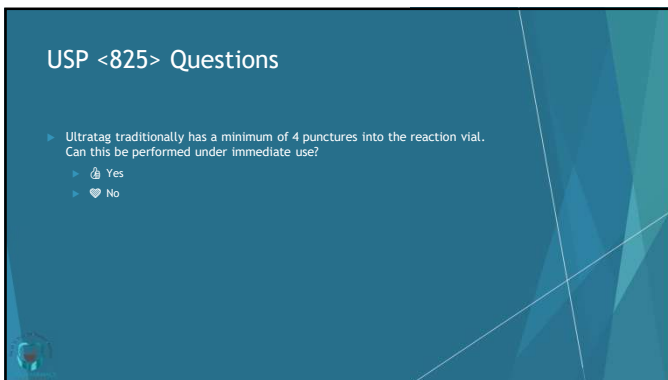 USP <825> Questions
Ultratag traditionally has a minimum of 4 punctures into the reaction vial.
Can this be performed under immediate use?
👍 Yes
💙 No